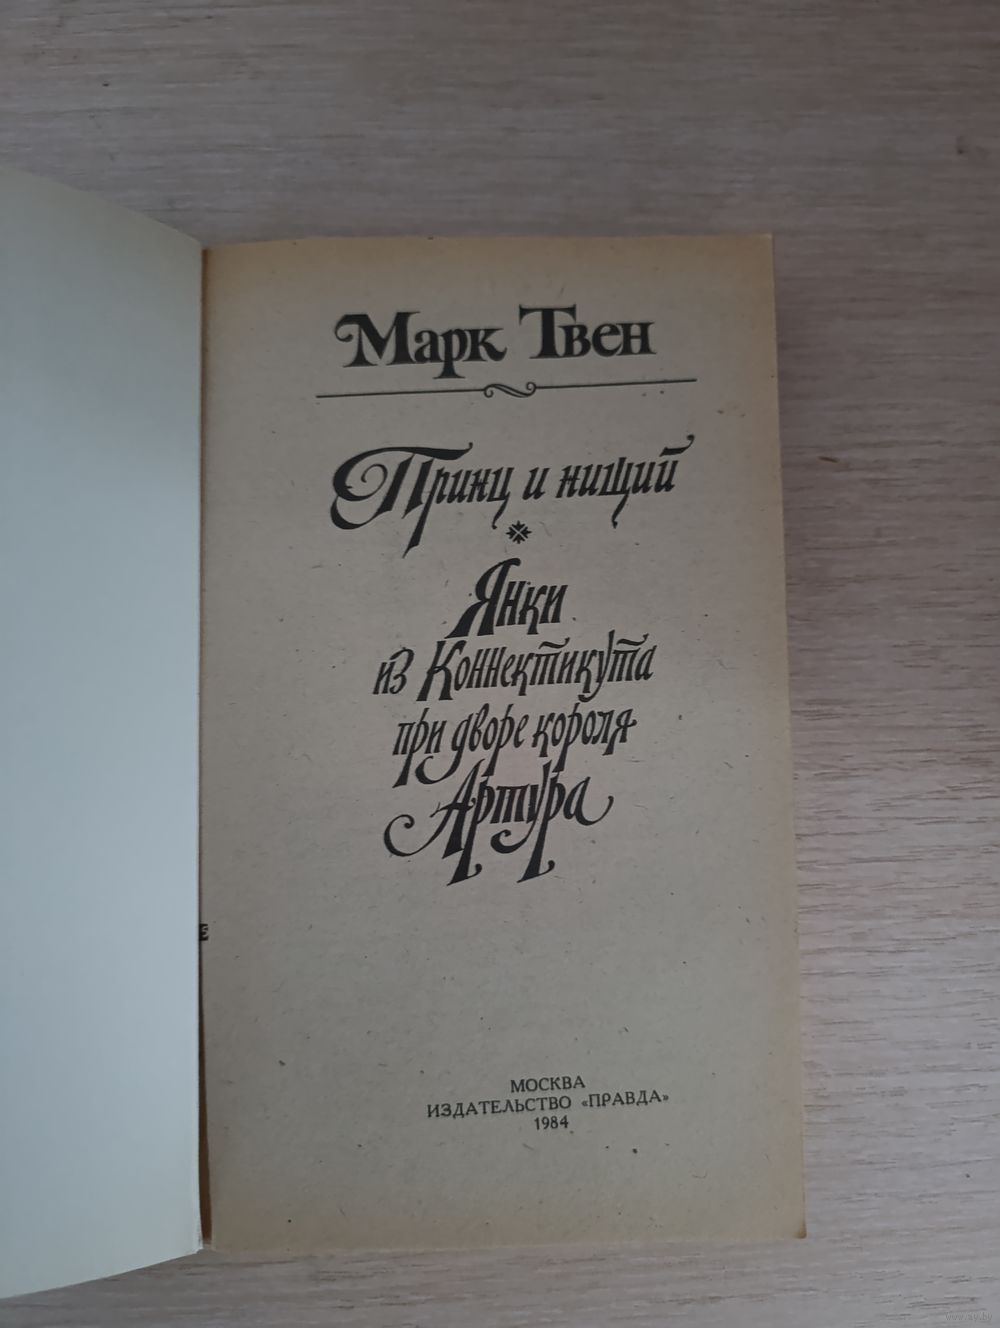 Марк Твен
Принц и нищий
Янки
из Коннектикута
при дворе короля
Артура
МОСКВА
ИЗДАТЕЛЬСТВО «ПРАВДА»
1984